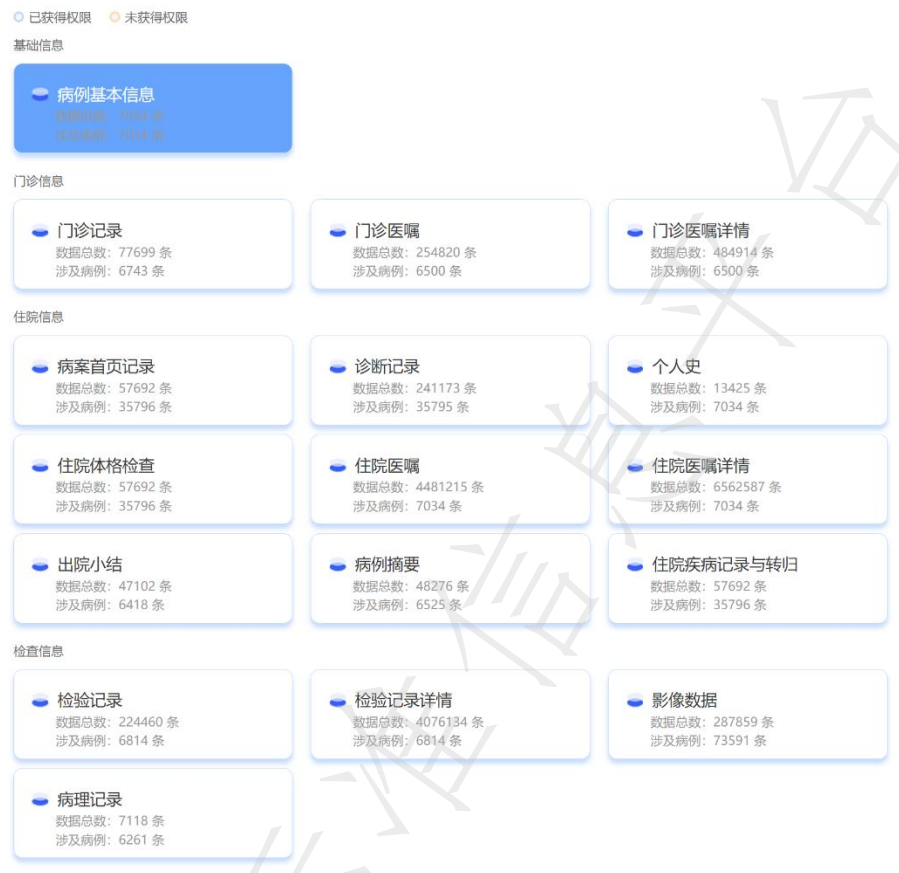 已获得权限 未获得权限
基础信息
病例基本信息
门诊信息
门诊记录 门诊医嘱 门诊医嘱详情
数据总数：77699 条 数据总数：254820 条 数据总数：484914 条
涉及病例：6743 条 涉及病例：6500 条 涉及病例：6500 条
住院信息
病案首页记录 诊断记录 个人史
数据总数：57692 条 数据总数：241173 条 数据总数：13425 条
涉及病例：35796 条 涉及病例：35795 条 涉及病例：7034 条
住院体格检查 住院医嘱 住院医嘱详情
数据总数：57692 条 数据总数：4481215 条 数据总数：6562587 条
涉及病例：35796 条 涉及病例：7034 条 涉及病例：7034 条
出院小结 病例摘要 住院疾病记录与转归
数据总数：47102 条 数据总数：48276 条 数据总数：57692 条
涉及病例：6418 条 涉及病例：6525 条 涉及病例：35796 条
检查信息
检验记录 检验记录详情 影像数据
数据总数：224460 条 数据总数：4076134 条 数据总数：287859 条
涉及病例：6814 条 涉及病例：6814 条 涉及病例：73591 条
病理记录
数据总数：7118 条
涉及病例：6261 条